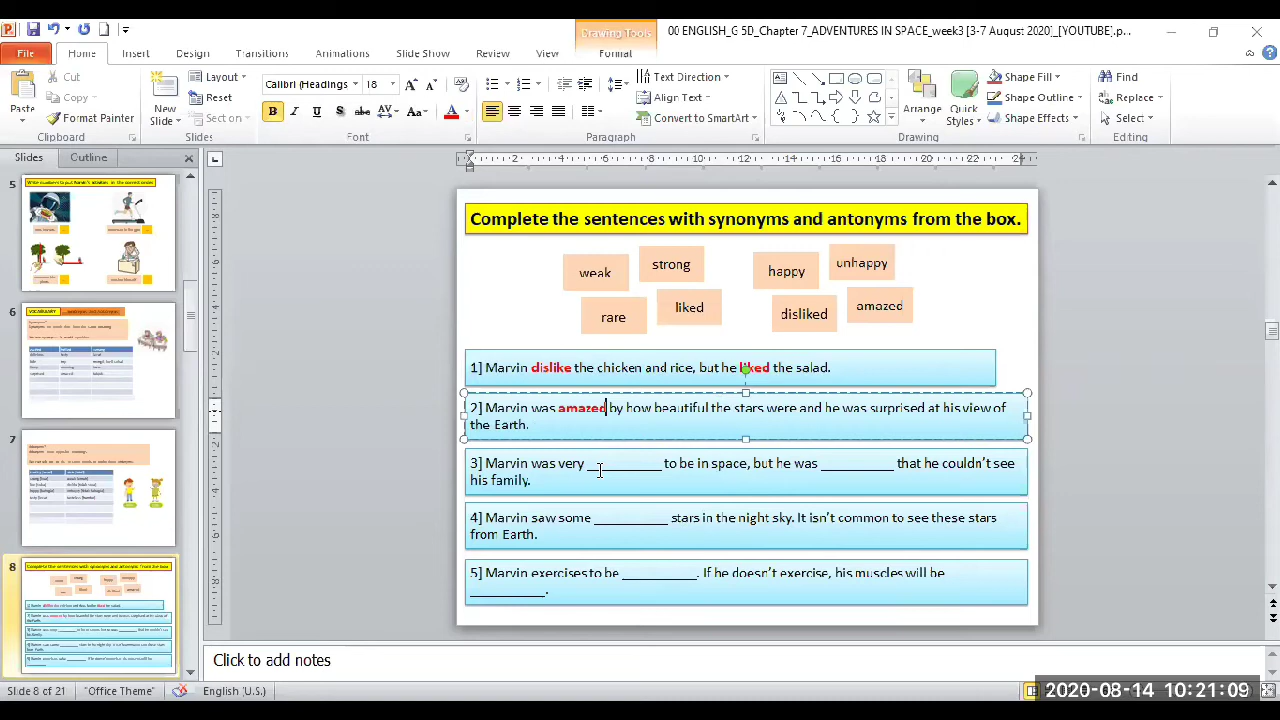 Drawing Tools
00 ENGLISH_G 5D_Chapter 7_ADVENTURES IN SPACE_week3 [3-7 August 2020]_[YOUTUBE].p...
File Home Insert Design Transitions Animations Slide Show Review View Format
Cut Layout Calibri (Headings 18 Text Direction Shape Fill Find
Copy Reset Align Text Shape Outline Replace
Paste Format Painter New Slide Section Convert to SmartArt Arrange Quick Styles Shape Effects Select
Clipboard Slides Font Paragraph Drawing Editing
Slides Outline
5
6
VOCABULARY
7
8
Complete the sentences with synonyms and antonyms from the box.
weak strong happy unhappy
rare liked disliked amazed
1] Marvin dislike the chicken and rice, but he liked the salad.
2] Marvin was amazed by how beautiful the stars were and he was surprised at his view of
the Earth.
3] Marvin was very __________ to be in space but he was __________ that he couldn't see
his family.
4] Marvin saw some __________ stars in the night sky. It isn't common to see these stars
from Earth.
5] Marvin exercises to be __________. If he doesn't exercise, his muscles will be
__________.
Click to add notes
Slide 8 of 21 "Office Theme" English (U.S.)
2020-08-14 10:21:09